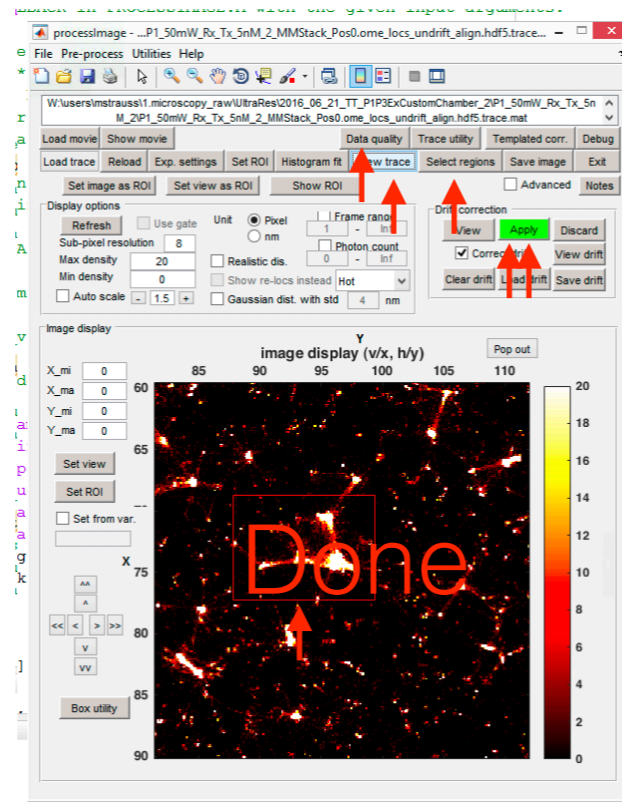 processImage - ...P1_50mW_Rx_Tx_5nM_2_MMStack_Pos0.ome_locs_undrift_align.hdf5.trace...
File Pre-process Utilities Help
W:\users\mstrauss\1.microscopy_raw\UltraRes\2016_06_21_TT_P1P3ExCustomChamber_2\P1_50mW_Rx_Tx_5n
M_2\P1_50mW_Rx_Tx_5nM_2_MMStack_Pos0.ome_locs_undrift_align.hdf5.trace.mat
Load movie Show movie Data quality Trace utility Templated corr. Debug
Load trace Reload Exp. settings Set ROI Histogram fit trace Select regions Save image Exit
Set image as ROI Set view as ROI Show ROI Advanced Notes
Display options
Refresh Use gate Unit Pixel Frame range
nm 1 - Inf
Sub-pixel resolution 8 Photon count
Max density 20 Realistic dis. 0 - Inf
Min density 0 Show re-locs instead Hot
Auto scale - 1.5 + Gaussian dist. with std 4 nm
Drift correction
View Apply Discard
View drift
Clear drift Load drift Save drift
Image display
Y
image display (v/x, h/y)
Pop out
85 90 95 100 105 110
X_mi 0
X_ma 0
Y_mi 0
Y_ma 0
Set view
Set ROI
Set from var.
X
^^
^
<< < > >>
v
vv
Box utility
60
65
75
80
85
90
Done
20
18
16
14
12
10
8
6
4
2
0